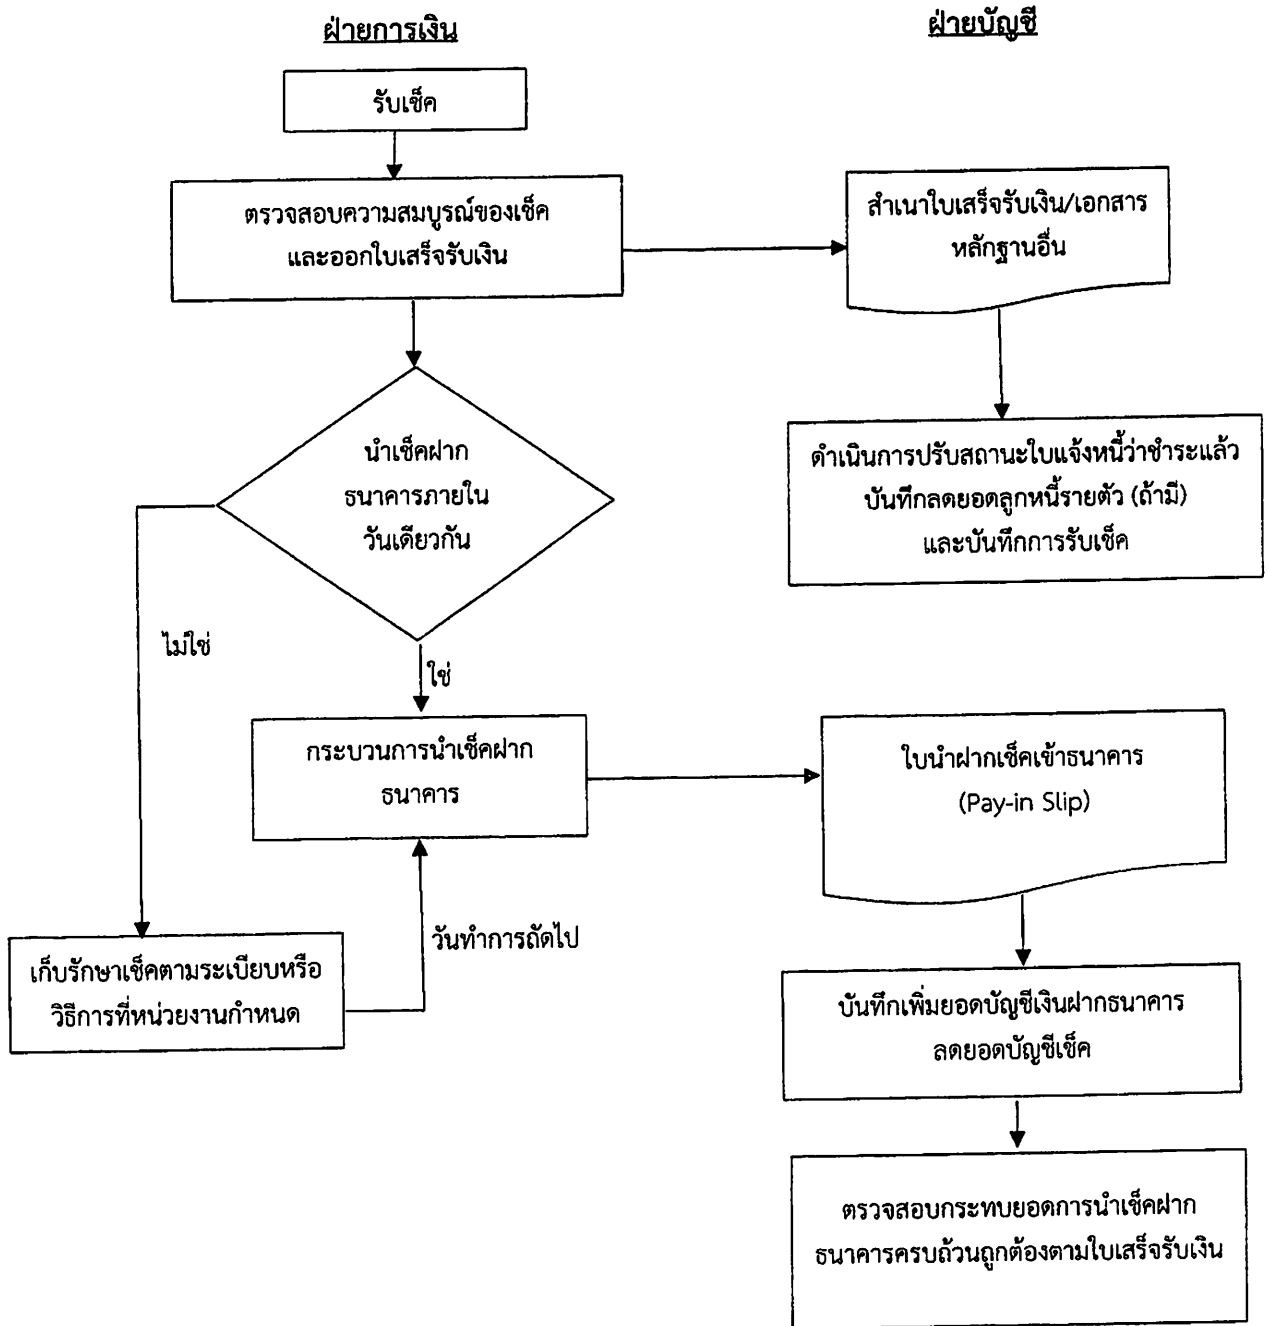 ฝ่ายการเงิน
ฝ่ายบัญชี
รับเช็ค
ตรวจสอบความสมบูรณ์ของเช็ค
และออกใบเสร็จรับเงิน
สำเนาใบเสร็จรับเงิน/เอกสาร
หลักฐานอื่น
นำเช็คฝาก
ธนาคารภายใน
วันเดียวกัน
ดำเนินการปรับสถานะใบแจ้งหนี้ว่าชำระแล้ว
บันทึกลดยอดลูกหนี้รายตัว (ถ้ามี)
และบันทึกการรับเช็ค
ไม่ใช่
ใช่
กระบวนการนำเช็คฝาก
ธนาคาร
ใบนำฝากเช็คเข้าธนาคาร
(Pay-in Slip)
วันทำการถัดไป
เก็บรักษาเช็คตามระเบียบหรือ
วิธีการที่หน่วยงานกำหนด
บันทึกเพิ่มยอดบัญชีเงินฝากธนาคาร
ลดยอดบัญชีเช็ค
ตรวจสอบกระทบยอดการนำเช็คฝาก
ธนาคารครบถ้วนถูกต้องตามใบเสร็จรับเงิน